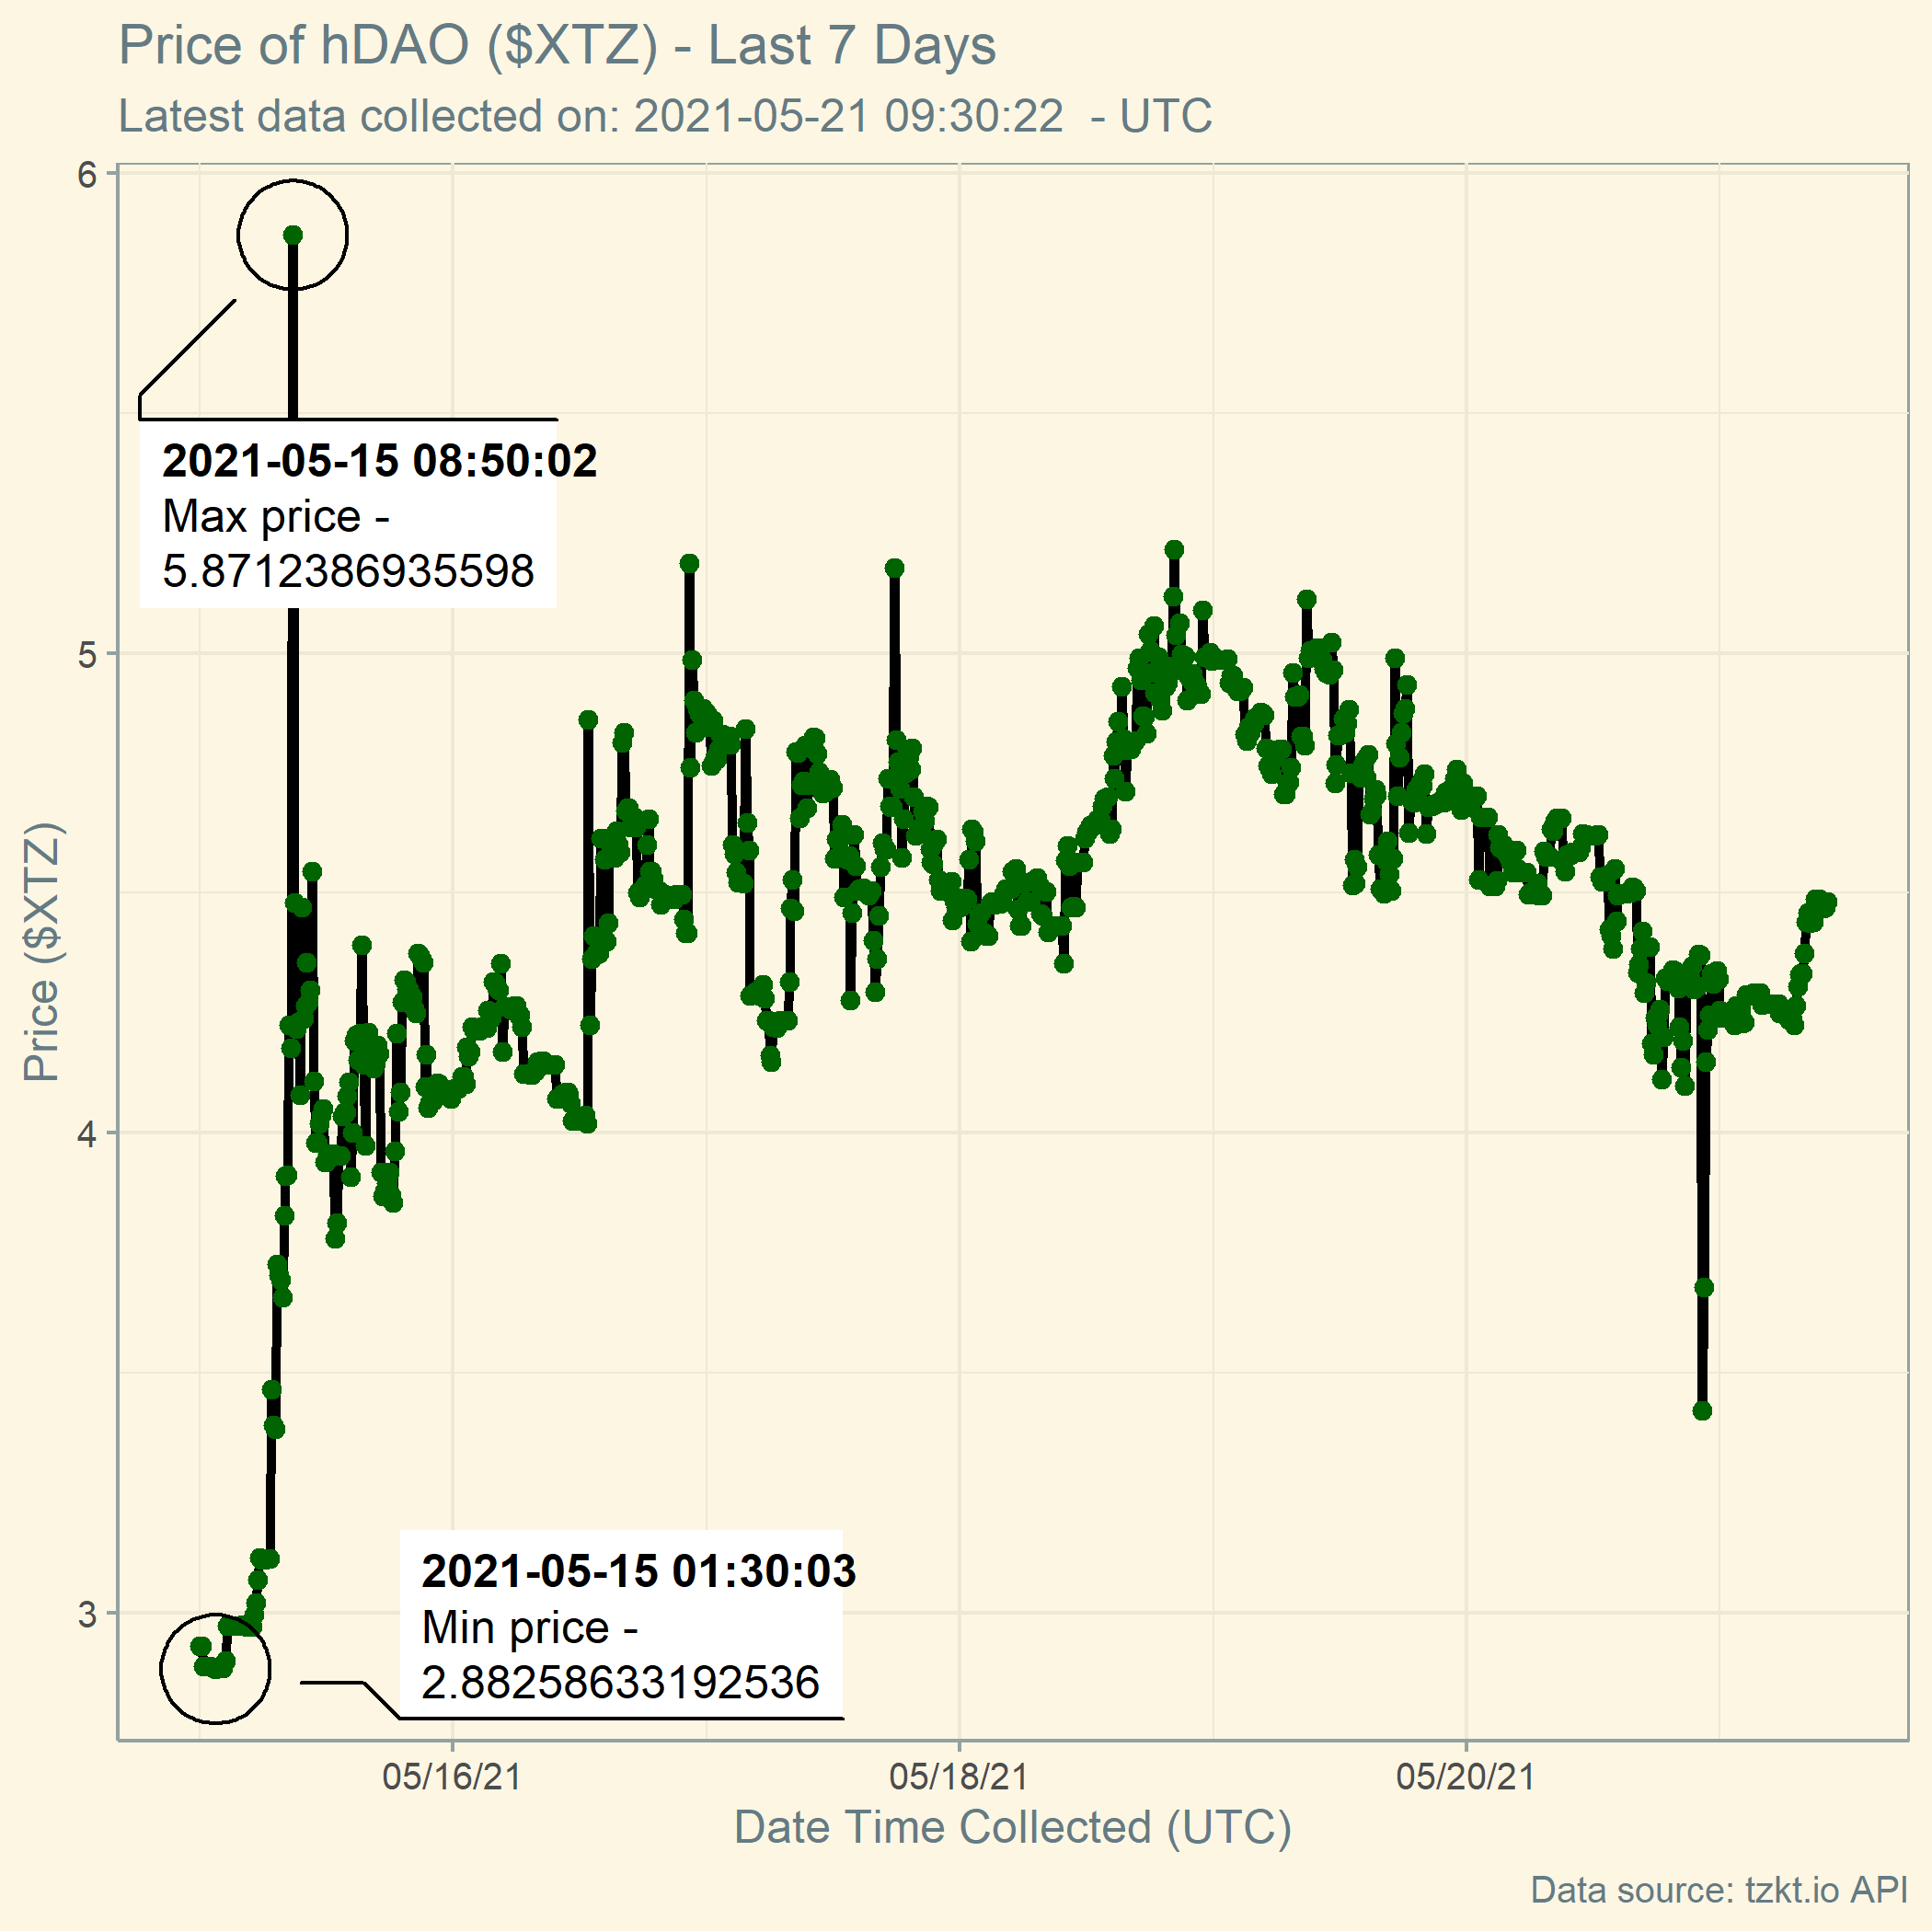 Price of hDAO ($XTZ) - Last 7 Days
Latest data collected on: 2021-05-21 09:30:22  - UTC
6
5
4
3
Price ($XTZ)
2021-05-15 08:50:02
Max price -
5.8712386935598
2021-05-15 01:30:03
Min price -
2.88258633192536
05/16/21
05/18/21
05/20/21
Date Time Collected (UTC)
Data source: tzkt.io API